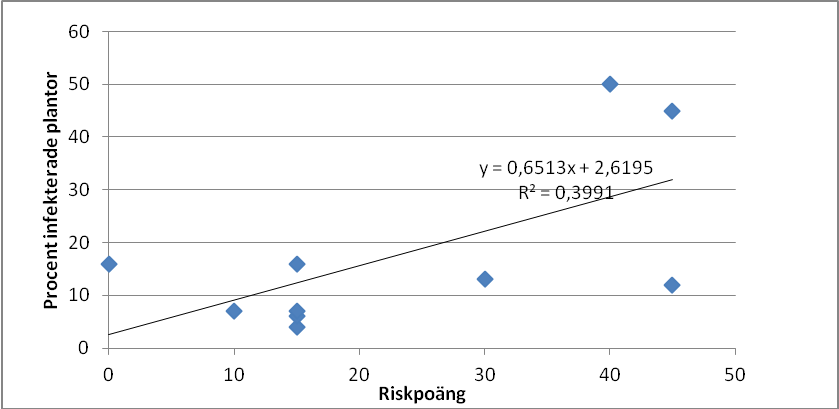 60
50
40
30
20
10
0
Procent infekterade plantor
y = 0,6513x + 2,6195
R² = 0,3991
0 10 20 30 40 50
Riskpoäng